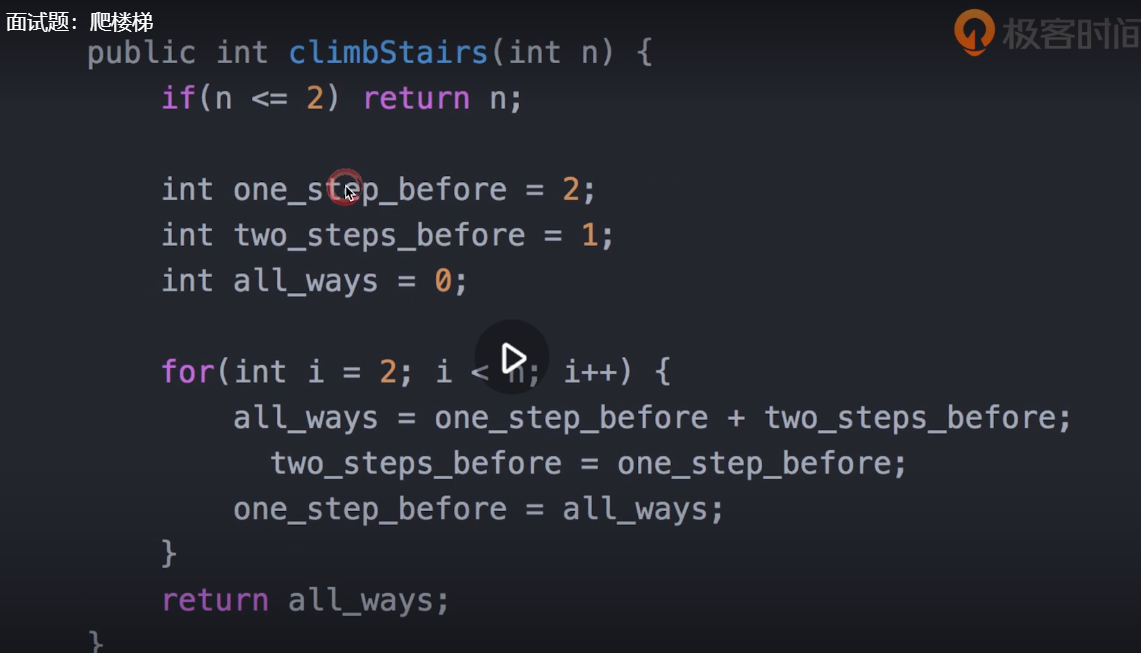 面试题：爬楼梯
极客时间
public int climbStairs(int n) {
if(n <= 2) return n;
int one_step_before = 2;
int two_steps_before = 1;
int all_ways = 0;
for(int i = 2; i < n; i++) {
all_ways = one_step_before + two_steps_before;
two_steps_before = one_step_before;
one_step_before = all_ways;
}
return all_ways;
}